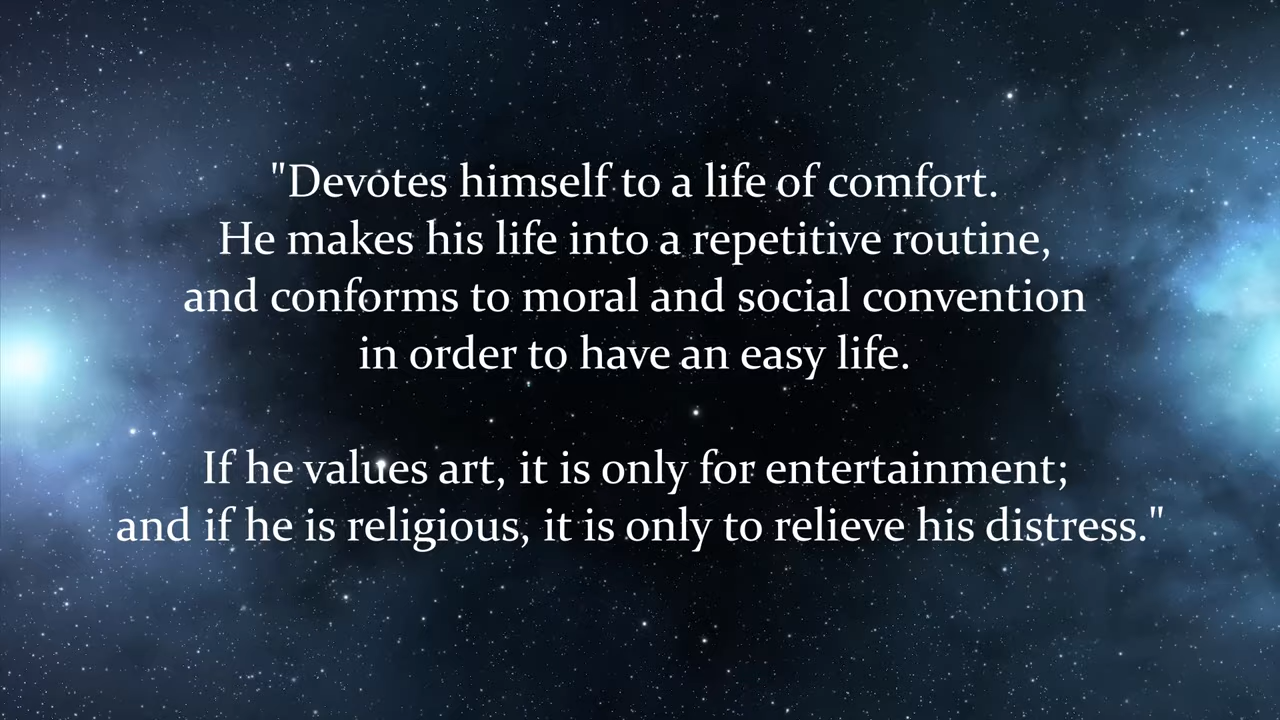 "Devotes himself to a life of comfort.
He makes his life into a repetitive routine,
and conforms to moral and social convention
in order to have an easy life.
If he values art, it is only for entertainment;
and if he is religious, it is only to relieve his distress."